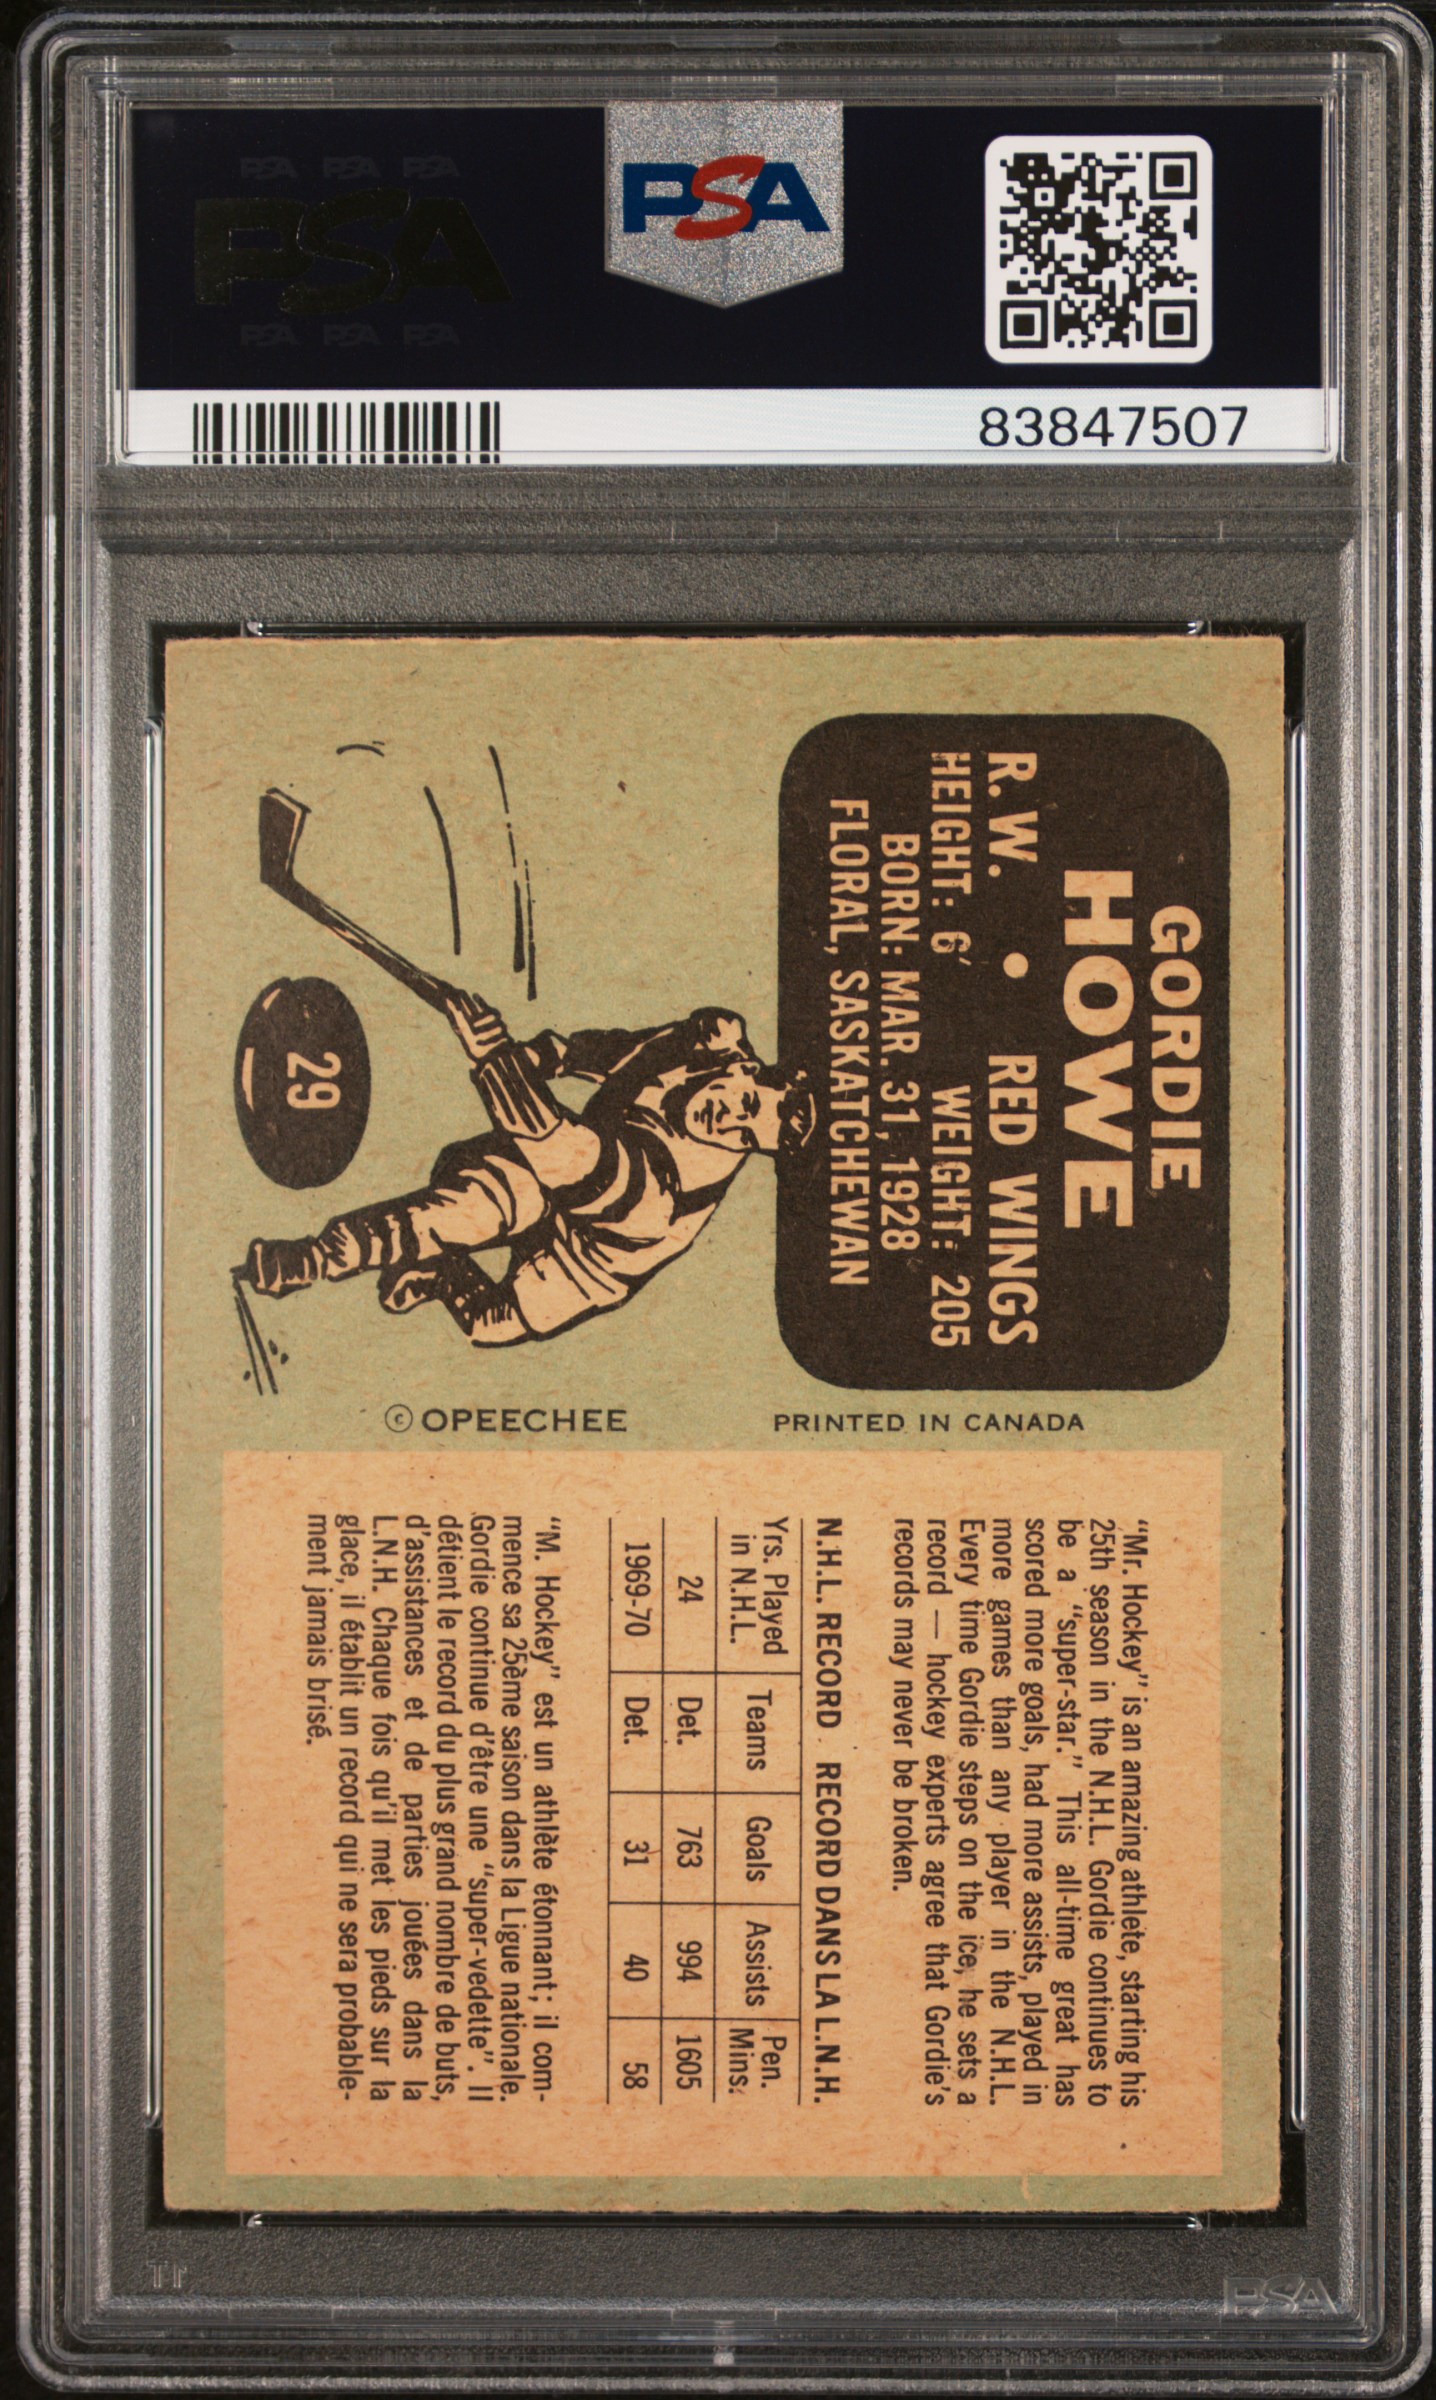 PSA PSA PSA
PSA
PSA PSA PSA
PSA
83847507
GORDIE
HOWE
R.W. • RED WINGS
HEIGHT: 6′ WEIGHT: 205
BORN: MAR. 31, 1928
FLORAL, SASKATCHEWAN
29
© OPEECHEE
PRINTED IN CANADA
“Mr. Hockey” is an amazing athlete, starting his
25th season in the N.H.L. Gordie continues to
be a “super-star.” This all-time great has
scored more goals, had more assists, played in
more games than any player in the N.H.L.
Every time Gordie steps on the ice, he sets a
record — hockey experts agree that Gordie's
records may never be broken.
N.H.L. RECORD RECORD DANS LA L.N.H.
Yrs. Played in N.H.L. Teams Goals Assists Pen. Mins.
24 Det. 763 994 1605
1969-70 Det. 31 40 58
“M. Hockey” est un athlète étonnant; il com-
mence sa 25ème saison dans la Ligue nationale.
Gordie continue d'être une “super-vedette”. Il
détient le record du plus grand nombre de buts,
d'assistances et de parties jouées dans la
L.N.H. Chaque fois qu'il met les pieds sur la
glace, il établit un record qui ne sera probable-
ment jamais brisé.
PSA